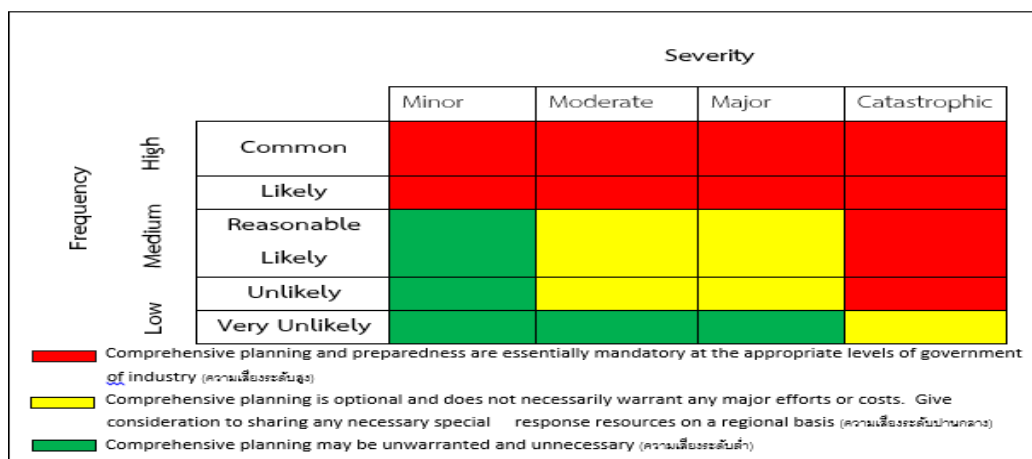 Severity
Minor Moderate Major Catastrophic
Frequency
High
Common
Likely
Medium
Reasonable
Likely
Unlikely
Low
Very Unlikely
Comprehensive planning and preparedness are essentially mandatory at the appropriate levels of government
of industry (ความเสี่ยงระดับสูง)
Comprehensive planning is optional and does not necessarily warrant any major efforts or costs. Give
consideration to sharing any necessary special response resources on a regional basis (ความเสี่ยงระดับปานกลาง)
Comprehensive planning may be unwarranted and unnecessary (ความเสี่ยงระดับต่ำ)